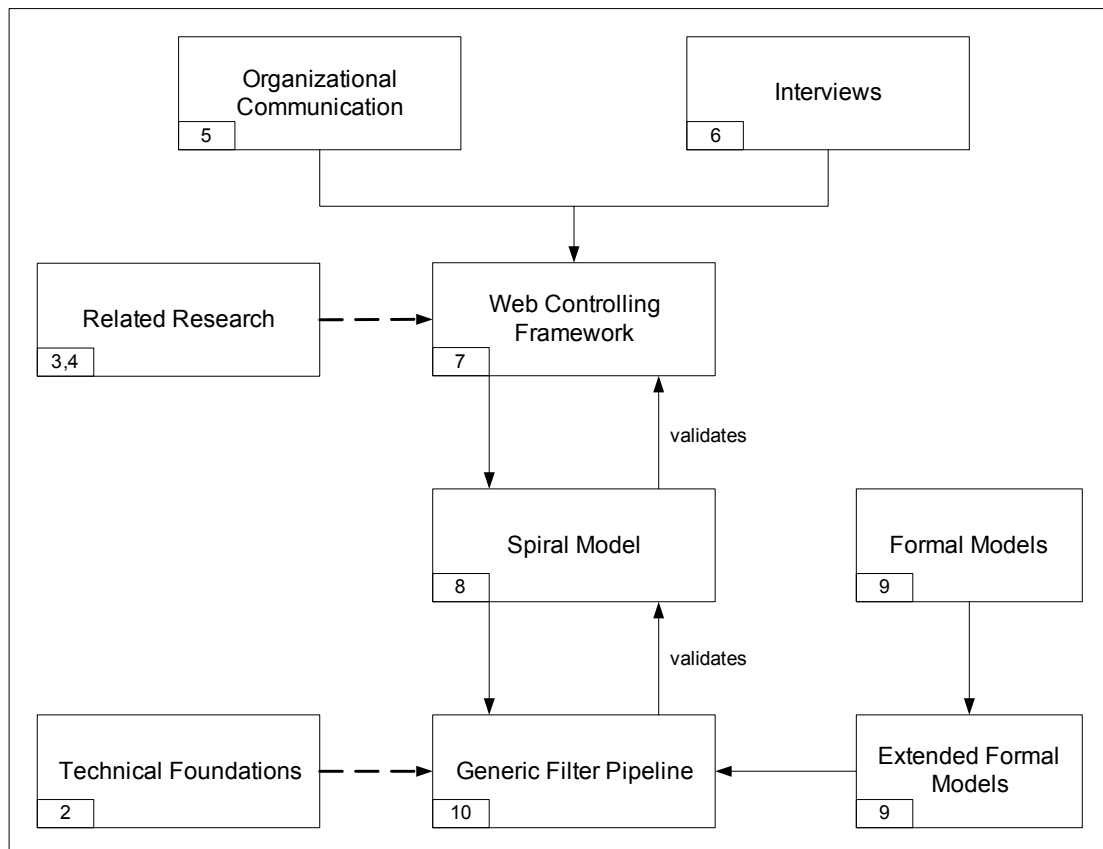 Organizational
Communication
5
Interviews
6
Related Research
3,4
Web Controlling
Framework
7
validates
Spiral Model
8
Formal Models
9
validates
Technical Foundations
2
Generic Filter Pipeline
10
Extended Formal
Models
9